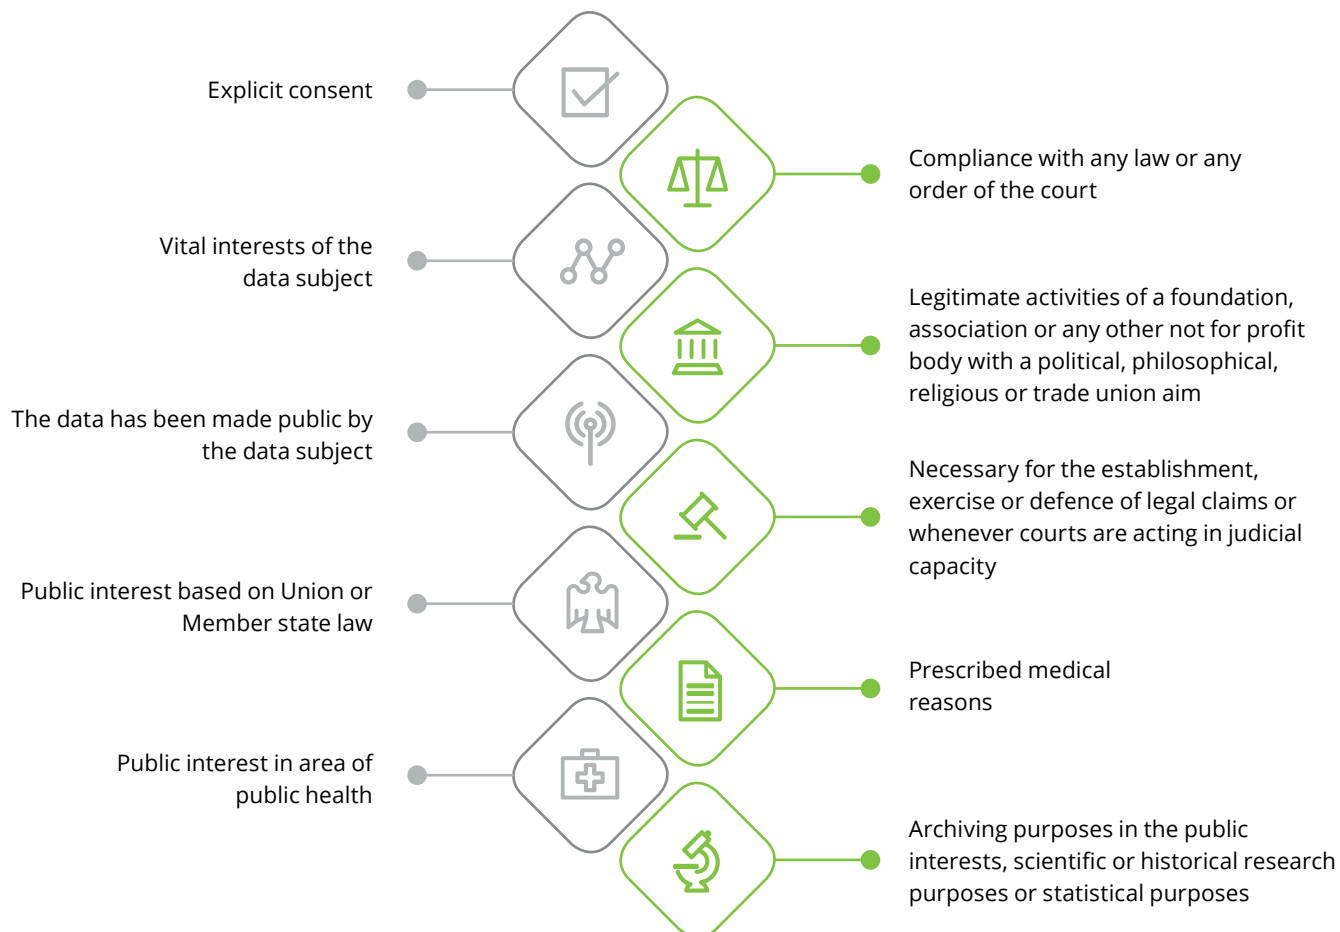 Explicit consent
Compliance with any law or any
order of the court
Vital interests of the
data subject
Legitimate activities of a foundation,
association or any other not for profit
body with a political, philosophical,
religious or trade union aim
The data has been made public by
the data subject
Necessary for the establishment,
exercise or defence of legal claims or
whenever courts are acting in judicial
capacity
Public interest based on Union or
Member state law
Prescribed medical
reasons
Public interest in area of
public health
Archiving purposes in the public
interests, scientific or historical research
purposes or statistical purposes